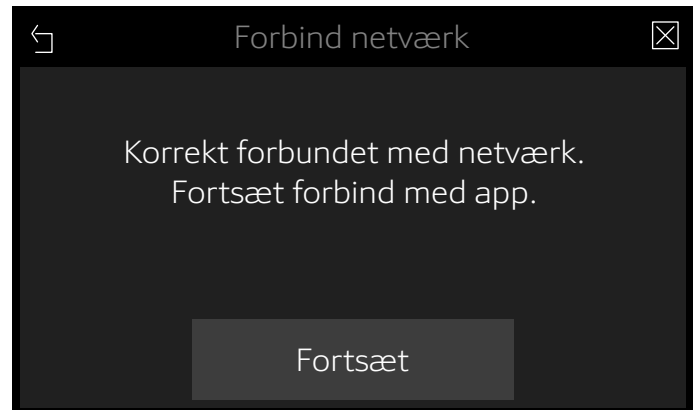 Forbind netværk
Korrekt forbundet med netværk.
Fortsæt forbind med app.
Fortsæt